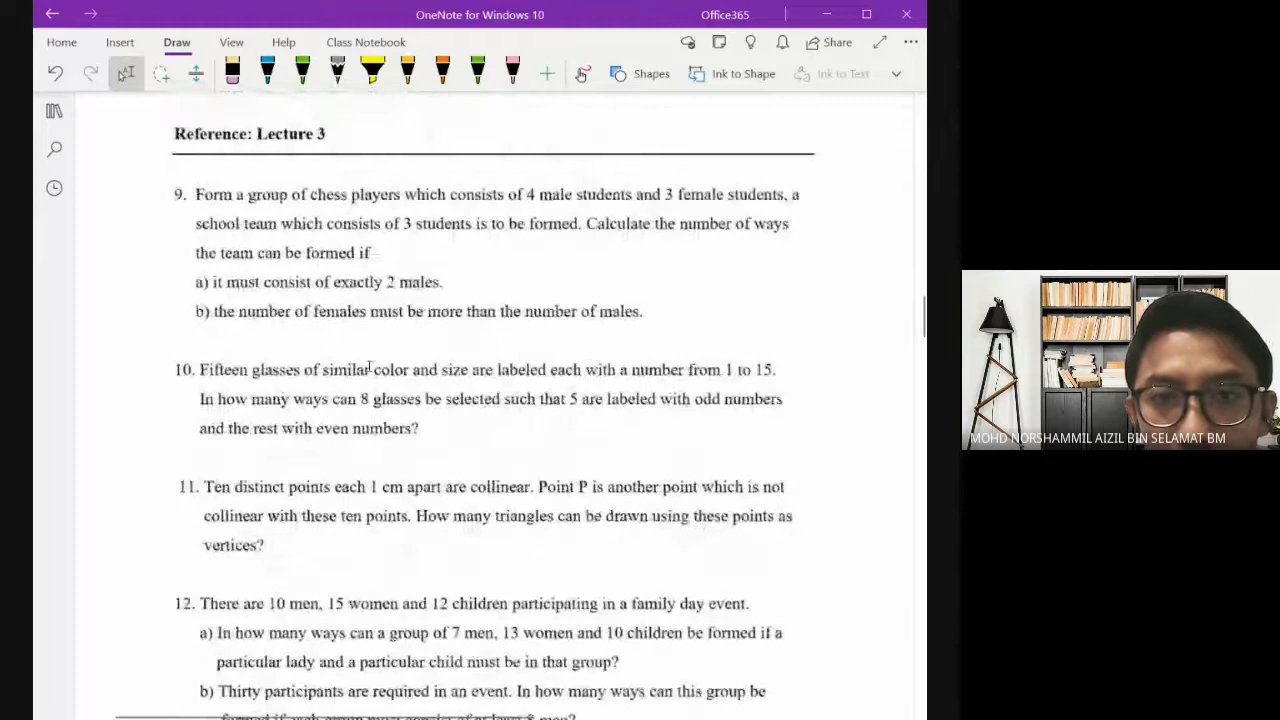 OneNote for Windows 10
Office365
Home
Insert
Draw
View
Help
Class Notebook
Share
Shapes
Ink to Shape
Ink to Text
Reference: Lecture 3
9. Form a group of chess players which consists of 4 male students and 3 female students, a
school team which consists of 3 students is to be formed. Calculate the number of ways
the team can be formed if
a) it must consist of exactly 2 males.
b) the number of females must be more than the number of males.
10. Fifteen glasses of similar color and size are labeled each with a number from 1 to 15.
In how many ways can 8 glasses be selected such that 5 are labeled with odd numbers
and the rest with even numbers?
11. Ten distinct points each 1 cm apart are collinear. Point P is another point which is not
collinear with these ten points. How many triangles can be drawn using these points as
vertices?
12. There are 10 men, 15 women and 12 children participating in a family day event.
a) In how many ways can a group of 7 men, 13 women and 10 children be formed if a
particular lady and a particular child must be in that group?
b) Thirty participants are required in an event. In how many ways can this group be
MOHD NORSHAMMIL AIZIL BIN SELAMAT BM